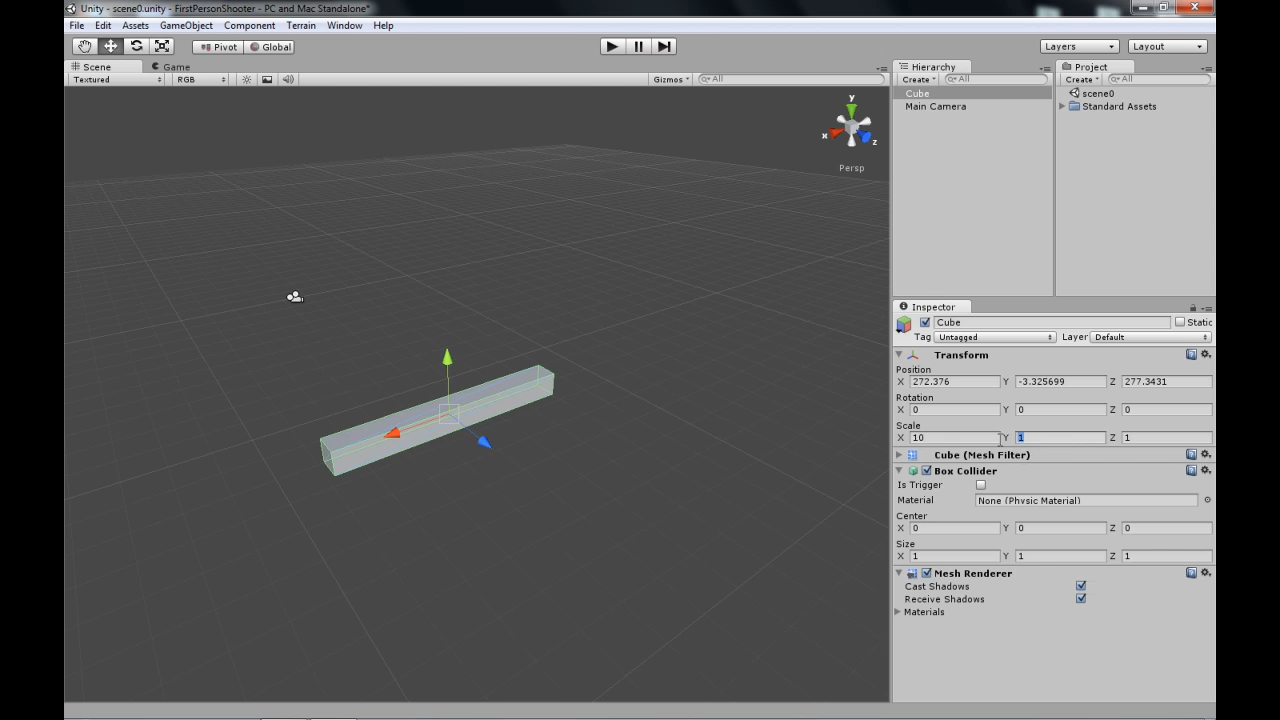 Unity - scene0.unity - FirstPersonShooter - PC and Mac Standalone*
File Edit Assets GameObject Component Terrain Window Help
Pivot Global Layers Layout
Scene Game Hierarchy Project
Textured RGB Gizmos All Create All Create All
Cube scene0
Main Camera Standard Assets
y
x
z
Persp
Inspector
Cube Static
Tag Untagged Layer Default
Transform
Position
X 272.376 Y -3.325699 Z 277.3431
Rotation
X 0 Y 0 Z 0
Scale
X 10 Y 1 Z 1
Cube (Mesh Filter)
Box Collider
Is Trigger
Material None (Physic Material)
Center
X 0 Y 0 Z 0
Size
X 1 Y 1 Z 1
Mesh Renderer
Cast Shadows
Receive Shadows
Materials